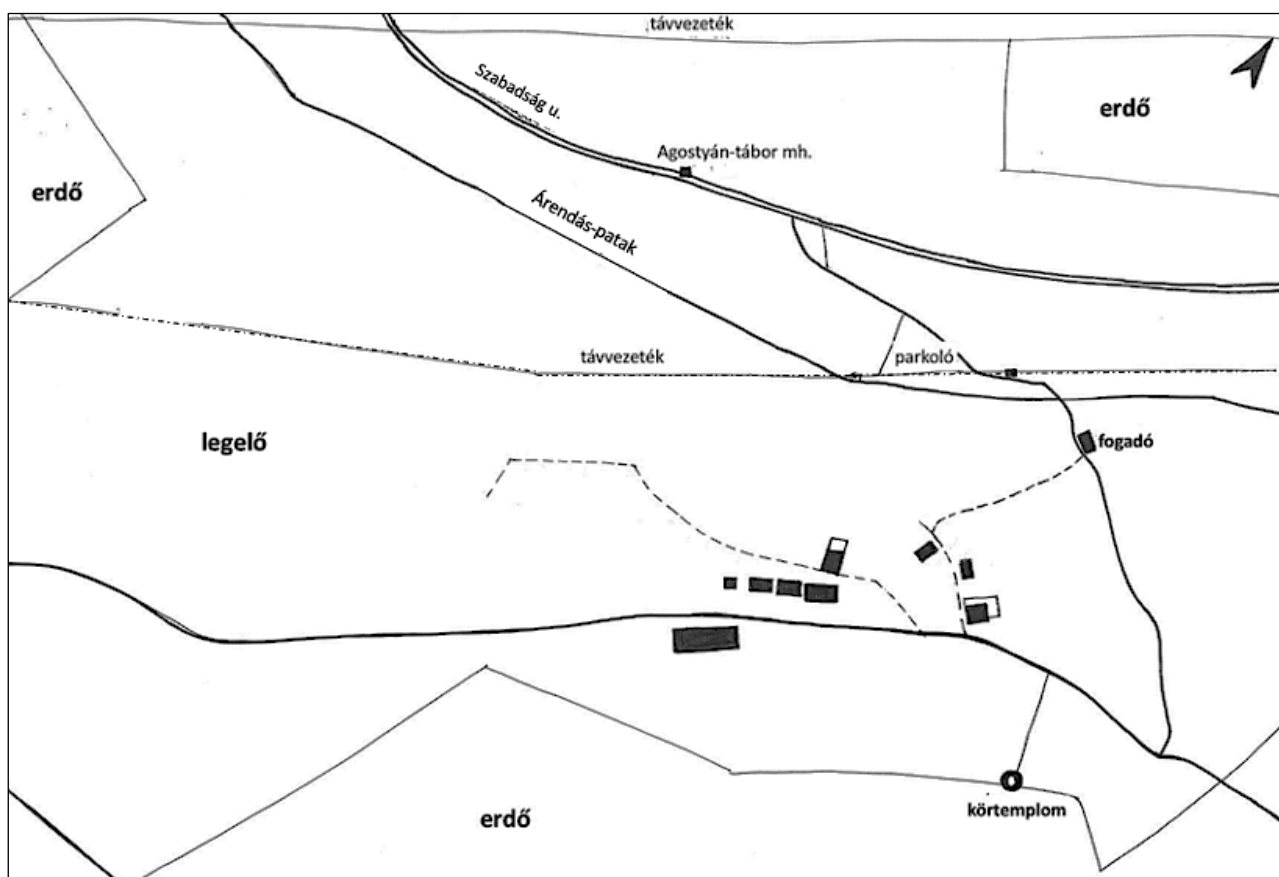 távvezeték
Szabadság u.
erdő
Agostyán-tábor mh.
erdő
Árendás-patak
távvezeték
parkoló
legelő
fogadó
körtemplom
erdő